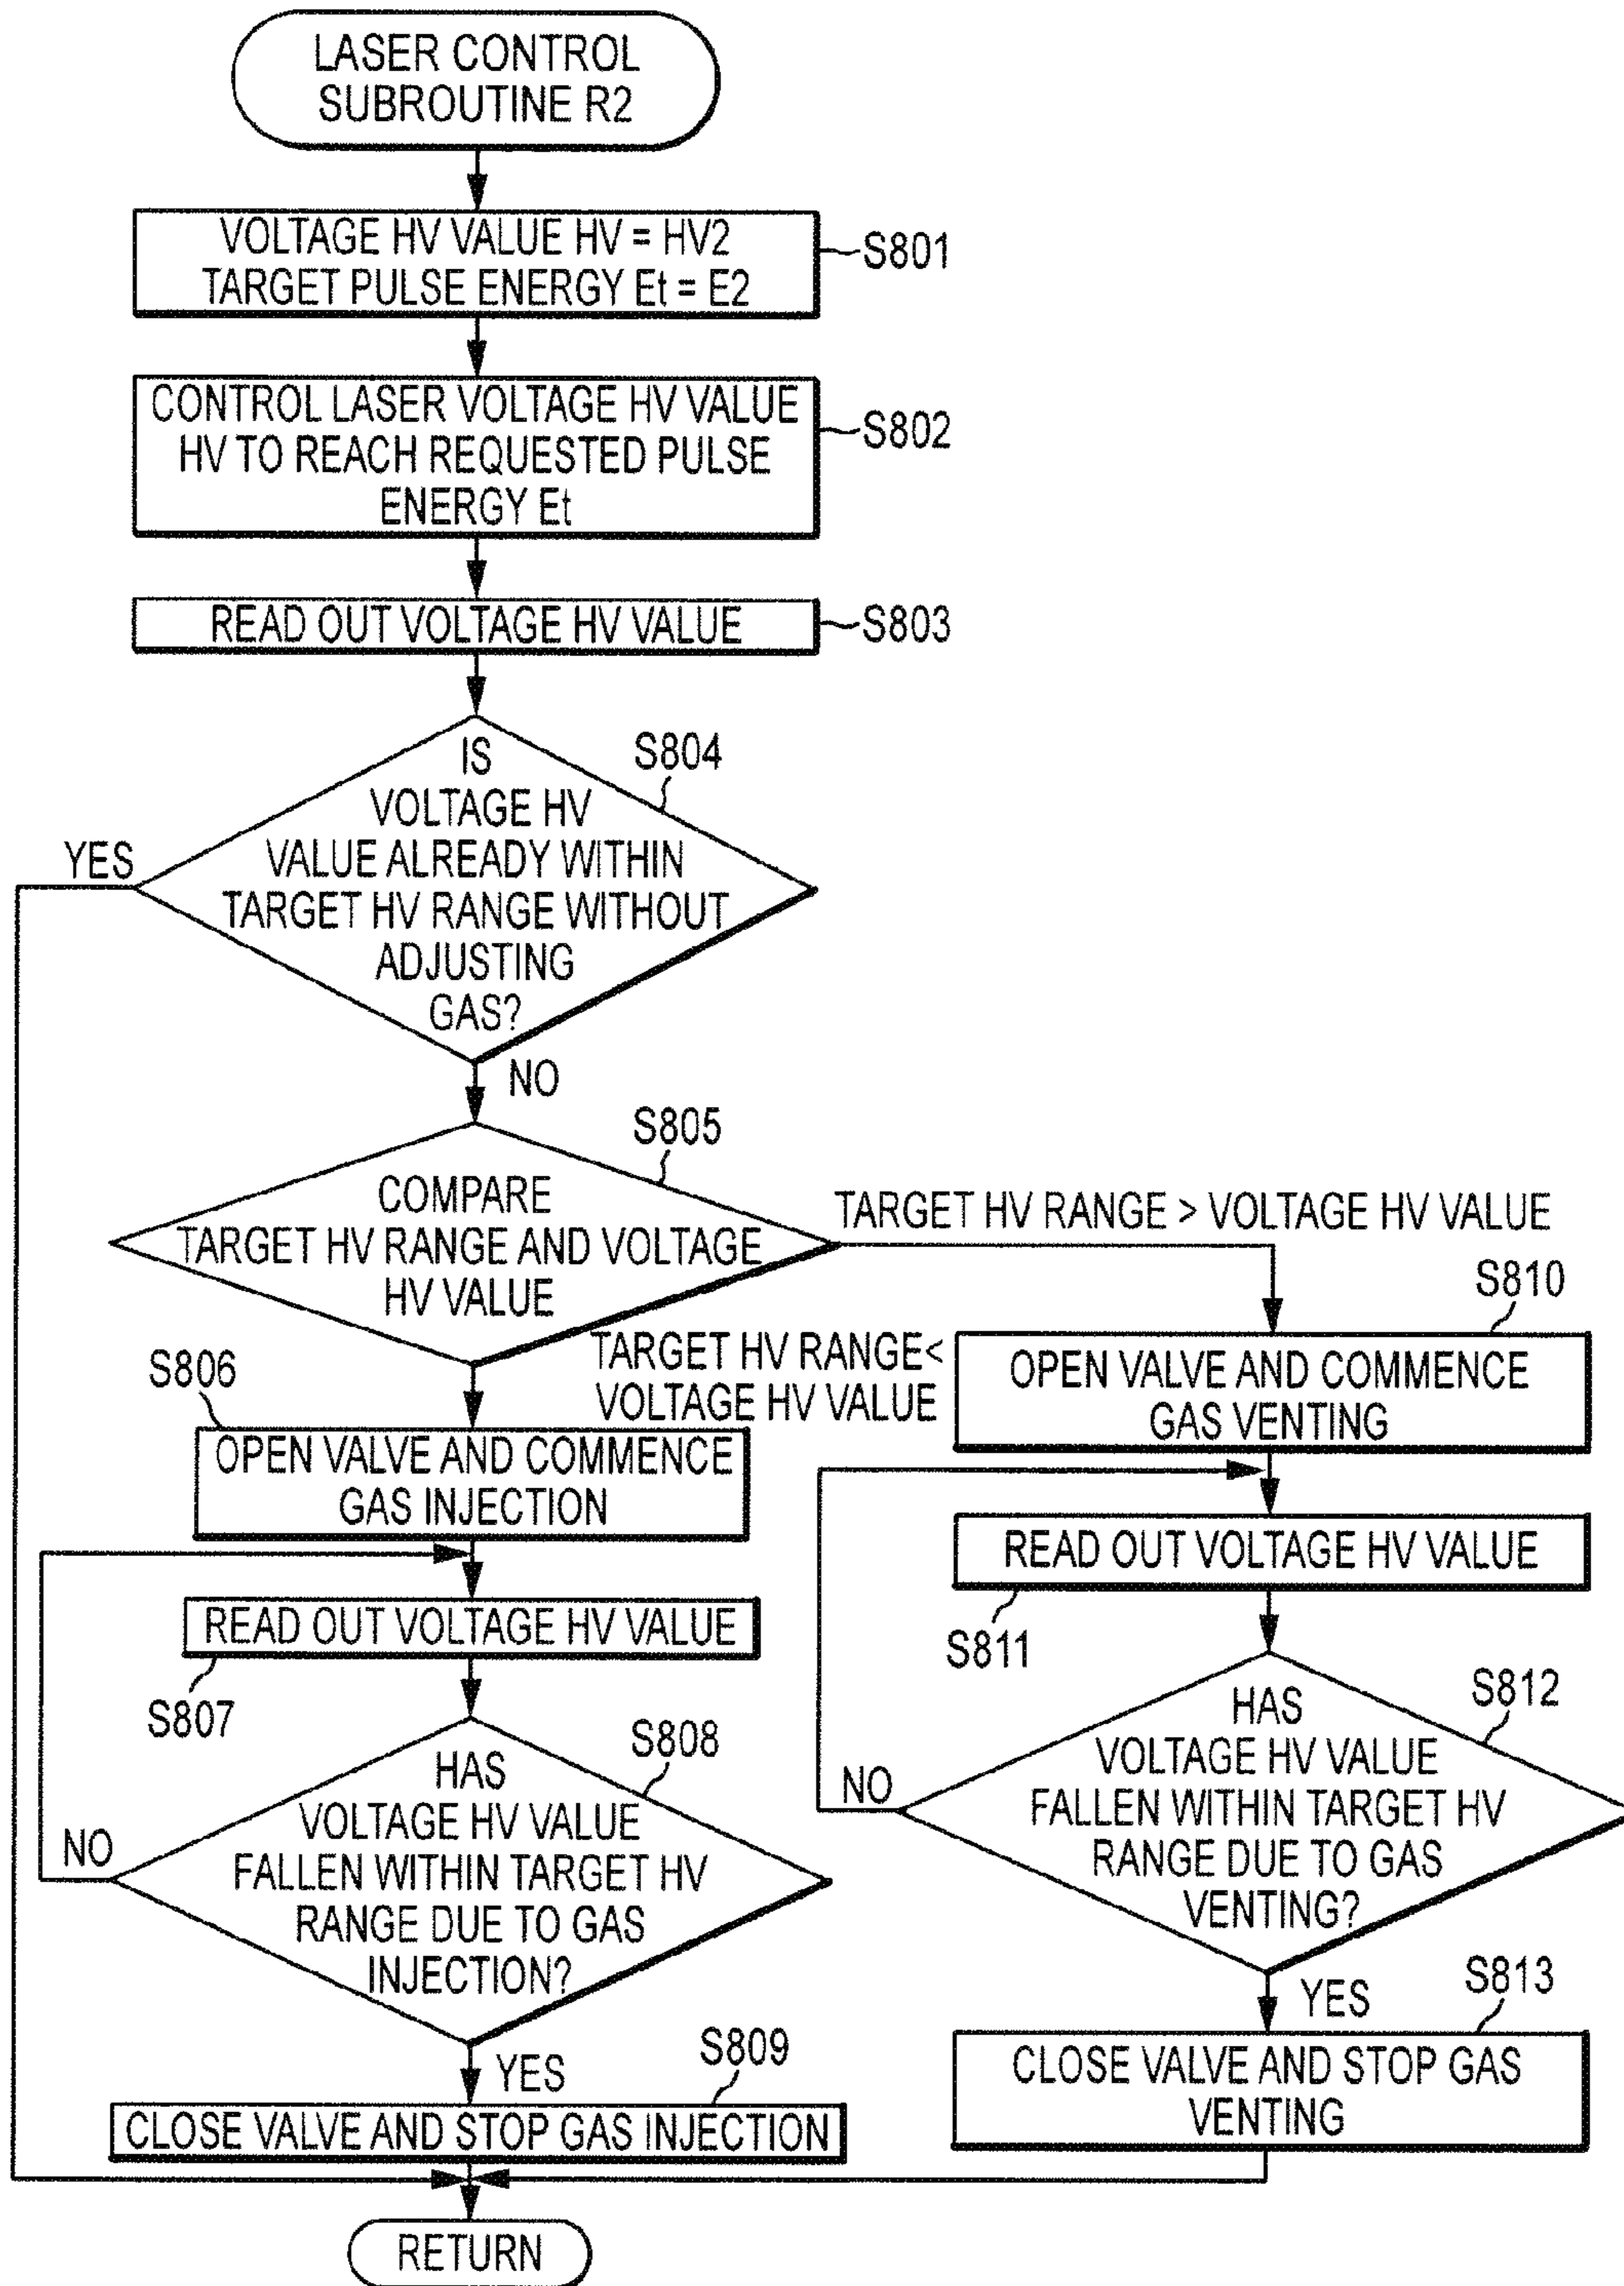 LASER CONTROL
SUBROUTINE R2
VOLTAGE HV VALUE HV = HV2
TARGET PULSE ENERGY Et = E2
S801
CONTROL LASER VOLTAGE HV VALUE
HV TO REACH REQUESTED PULSE
ENERGY Et
S802
READ OUT VOLTAGE HV VALUE
S803
IS
VOLTAGE HV
VALUE ALREADY WITHIN
TARGET HV RANGE WITHOUT
ADJUSTING
GAS?
S804
YES
NO
COMPARE
TARGET HV RANGE AND VOLTAGE
HV VALUE
S805
TARGET HV RANGE > VOLTAGE HV VALUE
TARGET HV RANGE<
VOLTAGE HV VALUE
S806
OPEN VALVE AND COMMENCE
GAS INJECTION
READ OUT VOLTAGE HV VALUE
S807
HAS
VOLTAGE HV VALUE
FALLEN WITHIN TARGET HV
RANGE DUE TO GAS
INJECTION?
S808
NO
YES
S809
CLOSE VALVE AND STOP GAS INJECTION
S810
OPEN VALVE AND COMMENCE
GAS VENTING
READ OUT VOLTAGE HV VALUE
S811
HAS
VOLTAGE HV VALUE
FALLEN WITHIN TARGET HV
RANGE DUE TO GAS
VENTING?
S812
NO
YES
S813
CLOSE VALVE AND STOP GAS
VENTING
RETURN